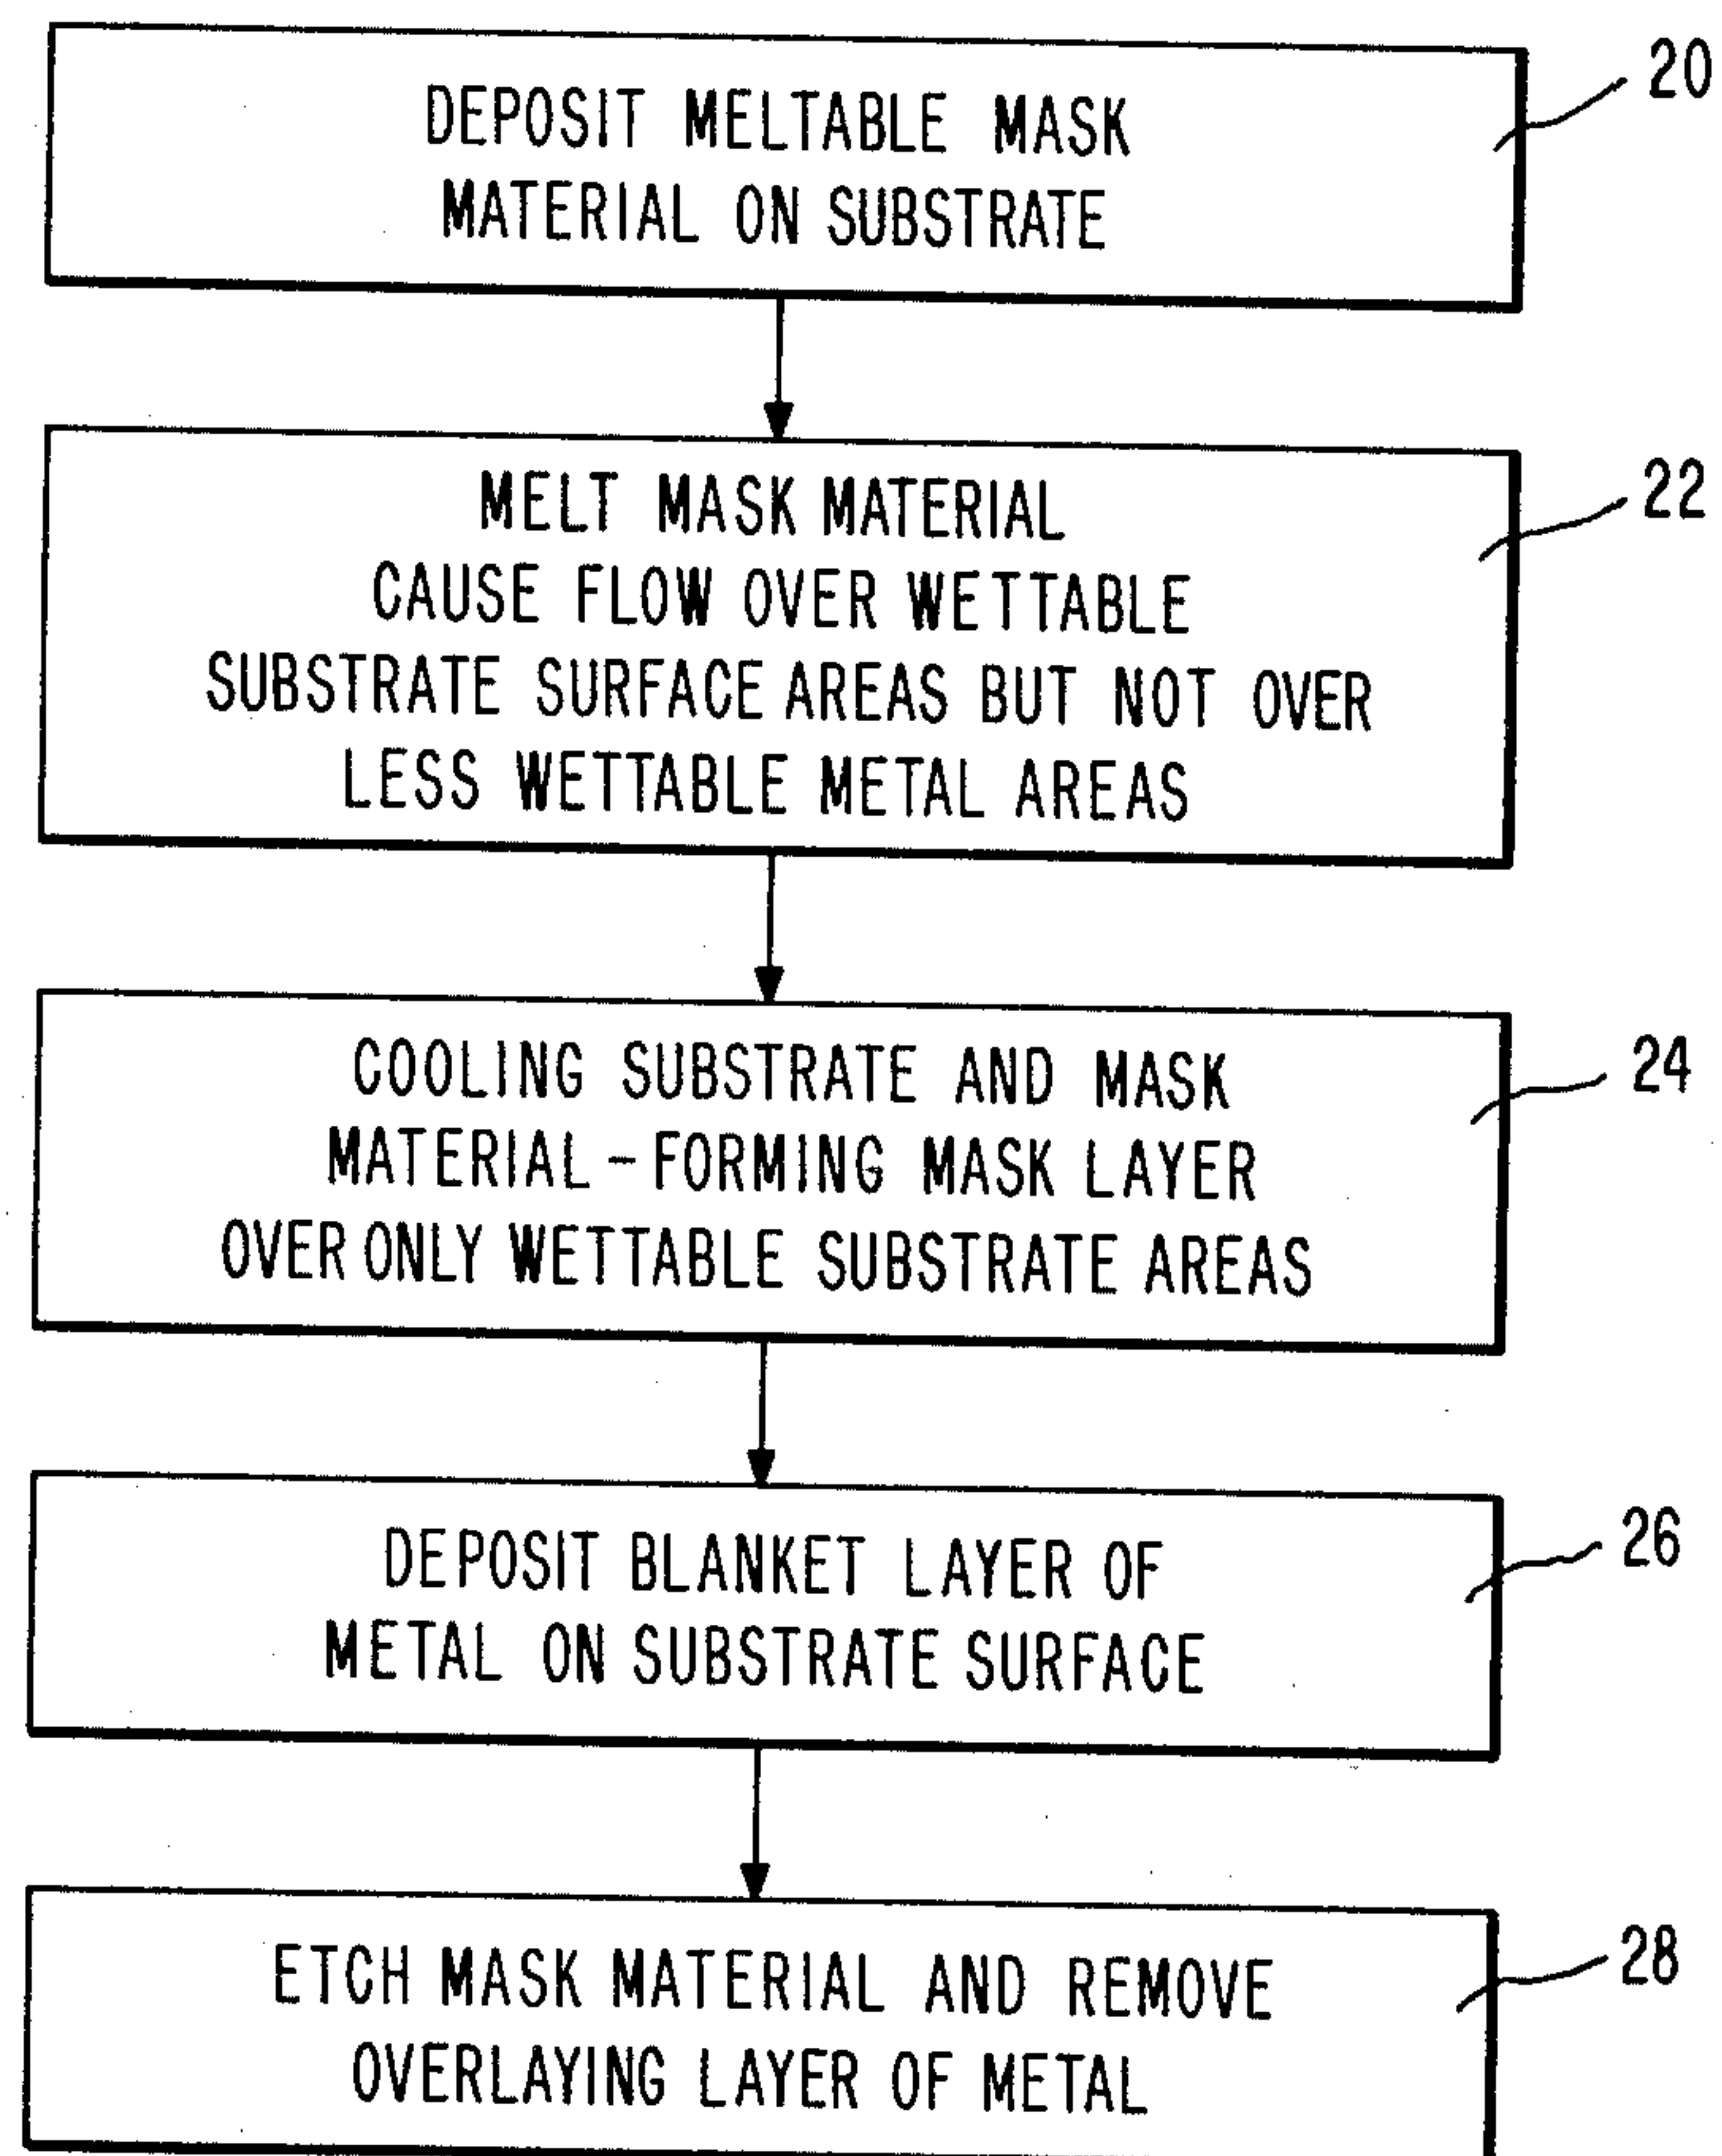 DEPOSIT MELTABLE MASK
MATERIAL ON SUBSTRATE
20
MELT MASK MATERIAL
CAUSE FLOW OVER WETTABLE
SUBSTRATE SURFACE AREAS BUT NOT OVER
LESS WETTABLE METAL AREAS
22
COOLING SUBSTRATE AND MASK
MATERIAL-FORMING MASK LAYER
OVER ONLY WETTABLE SUBSTRATE AREAS
24
DEPOSIT BLANKET LAYER OF
METAL ON SUBSTRATE SURFACE
26
ETCH MASK MATERIAL AND REMOVE
OVERLAYING LAYER OF METAL
28